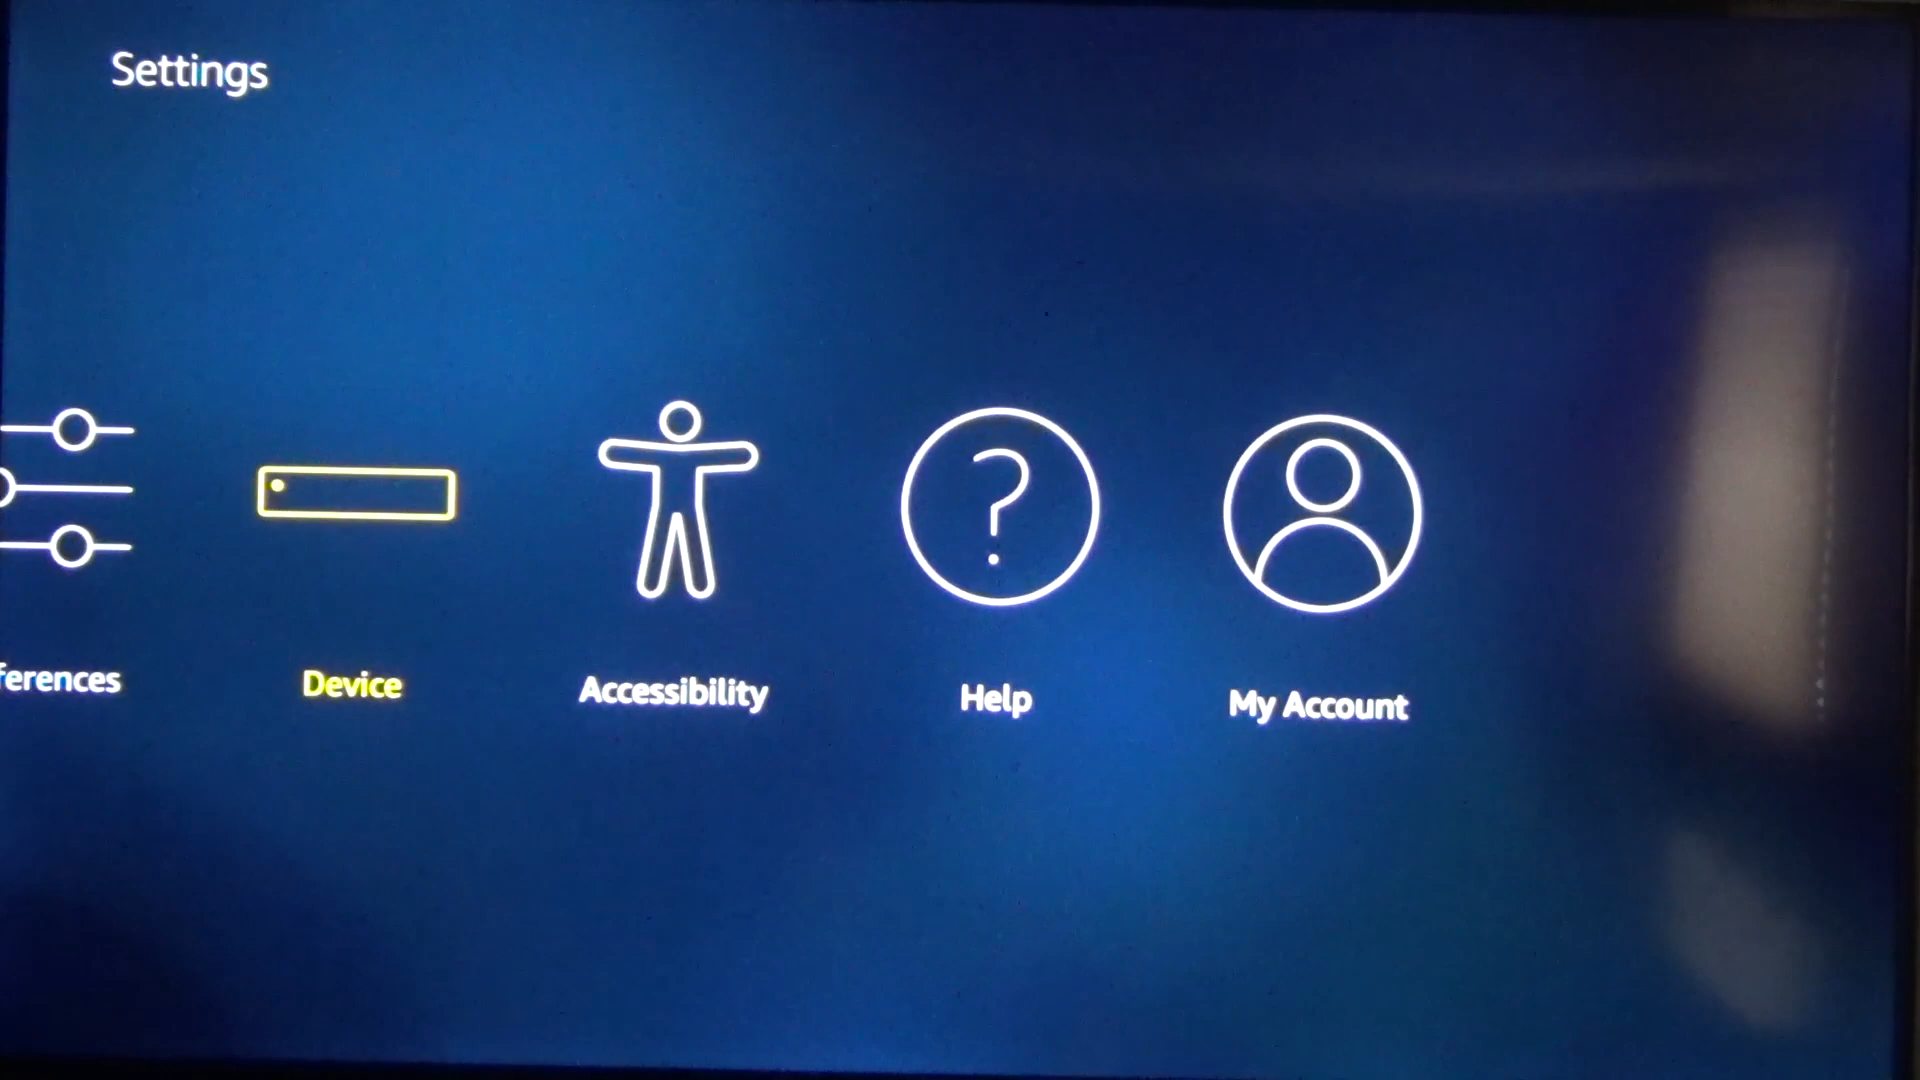 Settings
ferences
Device
Accessibility
Help
My Account